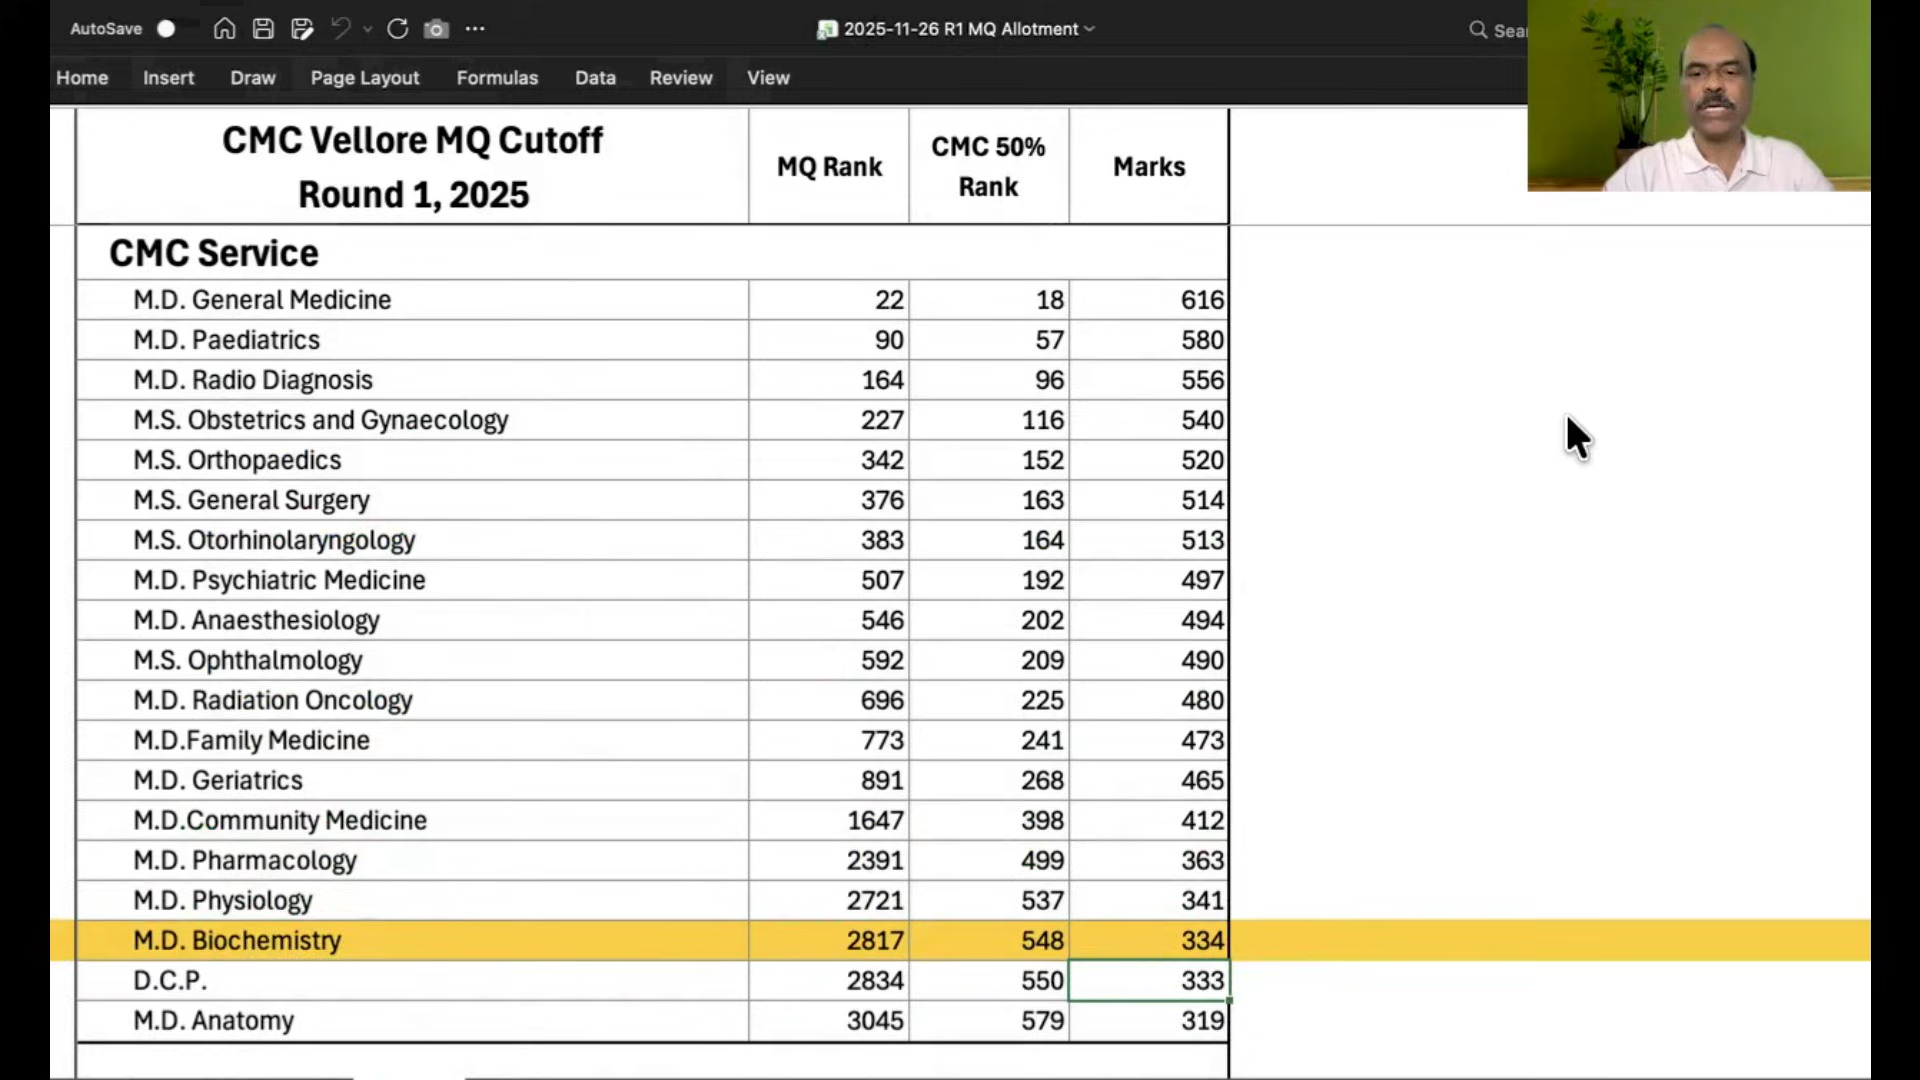 AutoSave
2025-11-26 R1 MQ Allotment
Sear
Home Insert Draw Page Layout Formulas Data Review View
CMC Vellore MQ Cutoff
Round 1, 2025
MQ Rank
CMC 50%
Rank
Marks
CMC Service
M.D. General Medicine 22 18 616
M.D. Paediatrics 90 57 580
M.D. Radio Diagnosis 164 96 556
M.S. Obstetrics and Gynaecology 227 116 540
M.S. Orthopaedics 342 152 520
M.S. General Surgery 376 163 514
M.S. Otorhinolaryngology 383 164 513
M.D. Psychiatric Medicine 507 192 497
M.D. Anaesthesiology 546 202 494
M.S. Ophthalmology 592 209 490
M.D. Radiation Oncology 696 225 480
M.D.Family Medicine 773 241 473
M.D. Geriatrics 891 268 465
M.D.Community Medicine 1647 398 412
M.D. Pharmacology 2391 499 363
M.D. Physiology 2721 537 341
M.D. Biochemistry 2817 548 334
D.C.P. 2834 550 333
M.D. Anatomy 3045 579 319